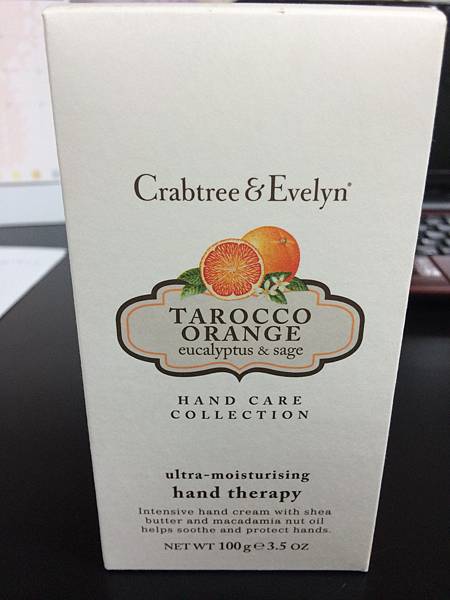 Crabtree & Evelyn®
TAROCCO
ORANGE
eucalyptus & sage
HAND CARE
COLLECTION
ultra-moisturising
hand therapy
Intensive hand cream with shea
butter and macadamia nut oil
helps soothe and protect hands.
NET WT 100g ℮ 3.5 OZ